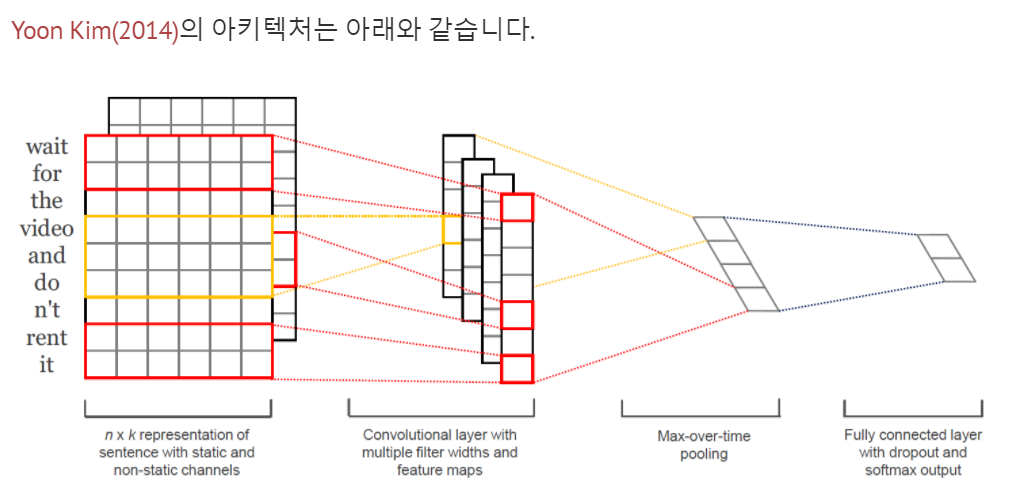 Yoon Kim(2014)의 아키텍처는 아래와 같습니다.
wait
for
the
video
and
do
n't
rent
it
n x k representation of
sentence with static and
non-static channels
Convolutional layer with
multiple filter widths and
feature maps
Max-over-time
pooling
Fully connected layer
with dropout and
softmax output